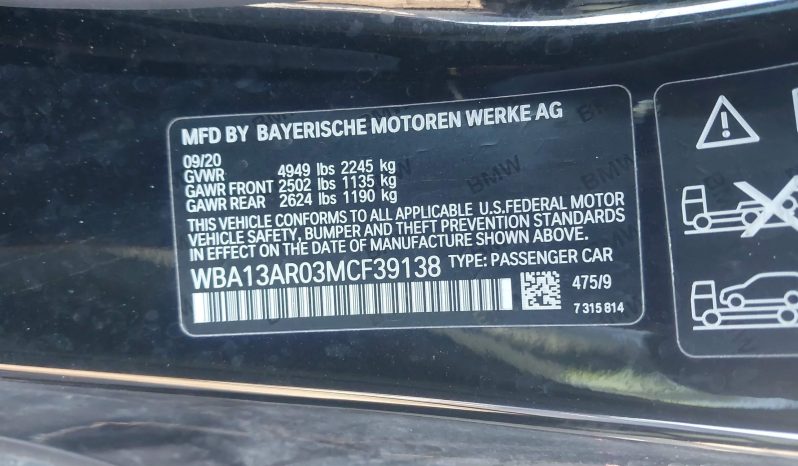 MFD BY BAYERISCHE MOTOREN WERKE AG
09/20
GVWR 4949 lbs 2245 kg
GAWR FRONT 2502 lbs 1135 kg
GAWR REAR 2624 lbs 1190 kg
THIS VEHICLE CONFORMS TO ALL APPLICABLE U.S.FEDERAL MOTOR
VEHICLE SAFETY, BUMPER AND THEFT PREVENTION STANDARDS
IN EFFECT ON THE DATE OF MANUFACTURE SHOWN ABOVE.
WBA13AR03MCF39138 TYPE: PASSENGER CAR
475/9
7 315 814
BMW